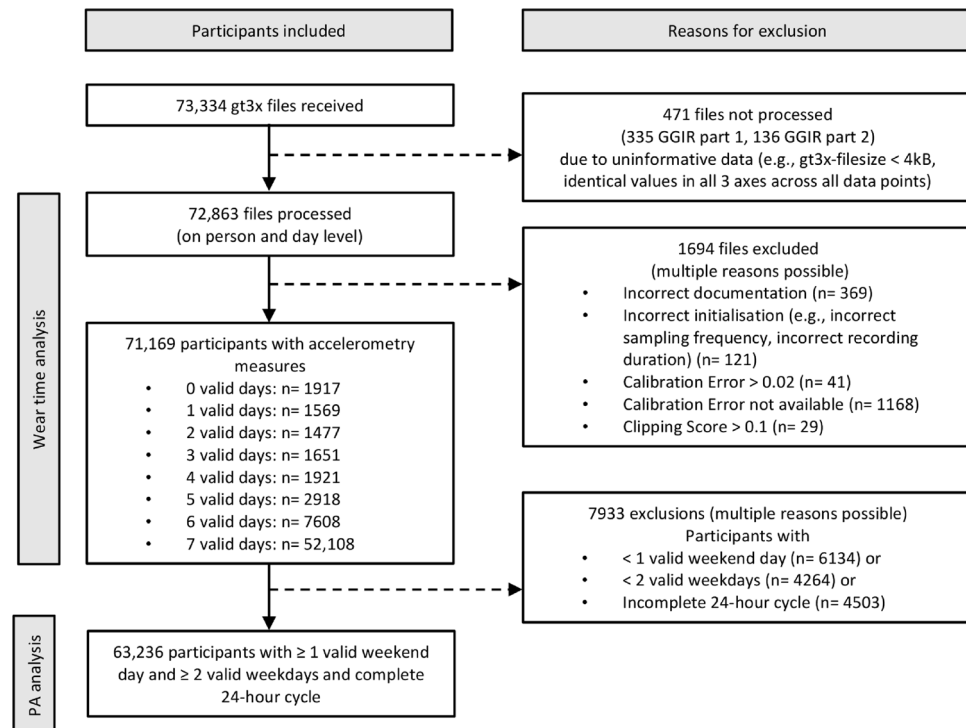 Participants included
Reasons for exclusion
73,334 gt3x files received
471 files not processed
(335 GGIR part 1, 136 GGIR part 2)
due to uninformative data (e.g., gt3x-filesize < 4kB,
identical values in all 3 axes across all data points)
Wear time analysis
72,863 files processed
(on person and day level)
1694 files excluded
(multiple reasons possible)
• Incorrect documentation (n= 369)
• Incorrect initialisation (e.g., incorrect
sampling frequency, incorrect recording
duration) (n= 121)
• Calibration Error > 0.02 (n= 41)
• Calibration Error not available (n= 1168)
• Clipping Score > 0.1 (n= 29)
71,169 participants with accelerometry
measures
• 0 valid days: n= 1917
• 1 valid days: n= 1569
• 2 valid days: n= 1477
• 3 valid days: n= 1651
• 4 valid days: n= 1921
• 5 valid days: n= 2918
• 6 valid days: n= 7608
• 7 valid days: n= 52,108
7933 exclusions (multiple reasons possible)
Participants with
• < 1 valid weekend day (n= 6134) or
• < 2 valid weekdays (n= 4264) or
• Incomplete 24-hour cycle (n= 4503)
PA analysis
63,236 participants with ≥ 1 valid weekend
day and ≥ 2 valid weekdays and complete
24-hour cycle